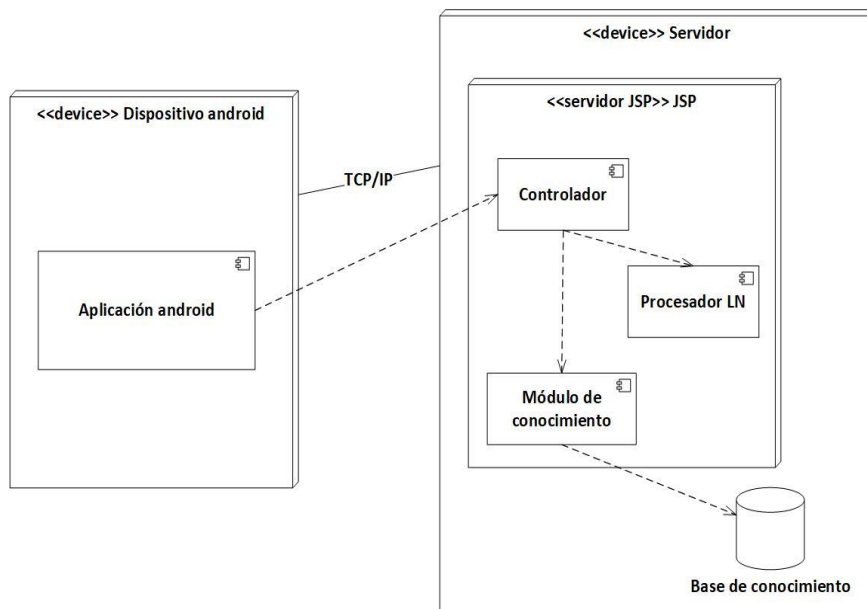 <<device>> Servidor
<<device>> Dispositivo android
<<servidor JSP>> JSP
TCP/IP
Controlador
Aplicación android
Procesador LN
Módulo de
conocimiento
Base de conocimiento